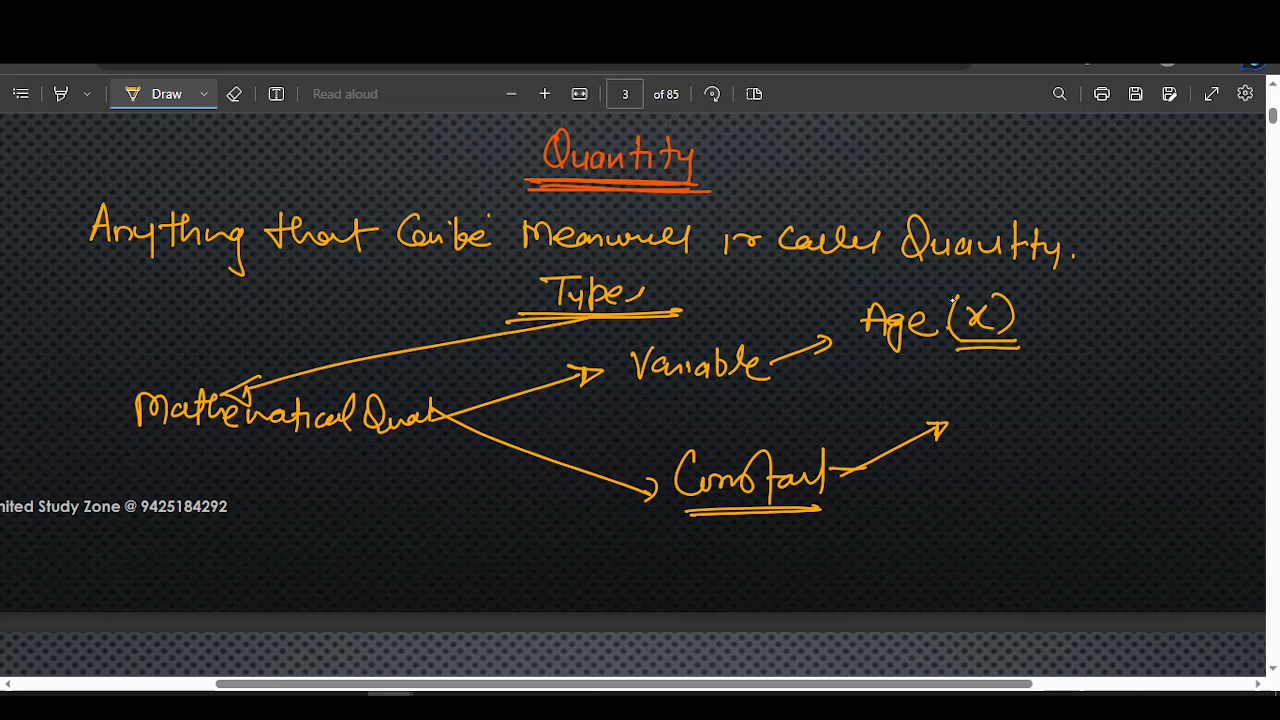 Draw
Read aloud
3 of 85
Quantity
Anything that Can be Measured is called Quantity.
Types
Age (x)
Variable
Mathematical Quat
Constant
nited Study Zone @ 9425184292